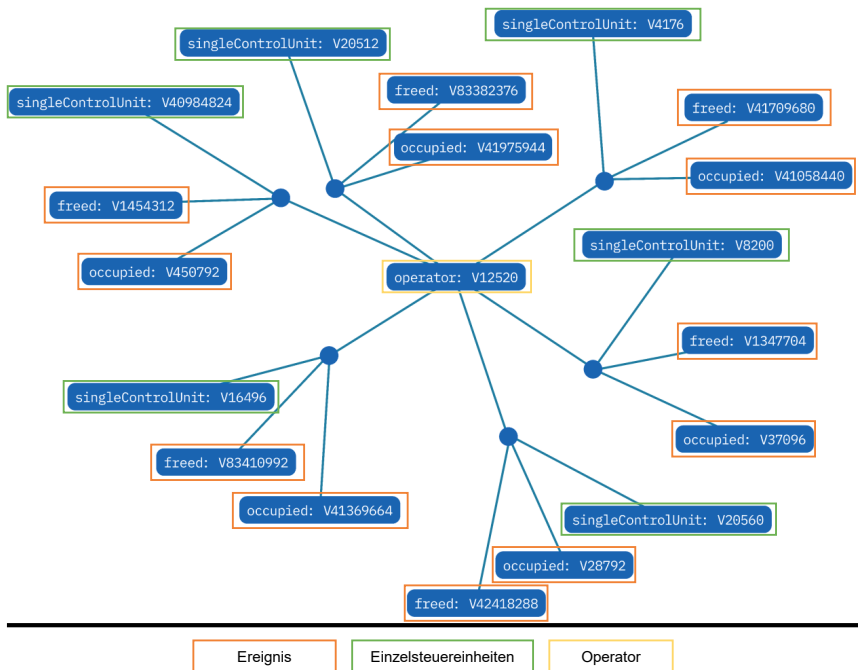 singleControlUnit: V4176
singleControlUnit: V20512
freed: V83382376
singleControlUnit: V40984824
freed: V41709680
occupied: V41975944
occupied: V41058440
freed: V1454312
singleControlUnit: V8200
occupied: V450792
operator: V12520
freed: V1347704
singleControlUnit: V16496
occupied: V37096
freed: V83410992
occupied: V41369664
singleControlUnit: V20560
occupied: V28792
freed: V42418288
Ereignis
Einzelsteuereinheiten
Operator